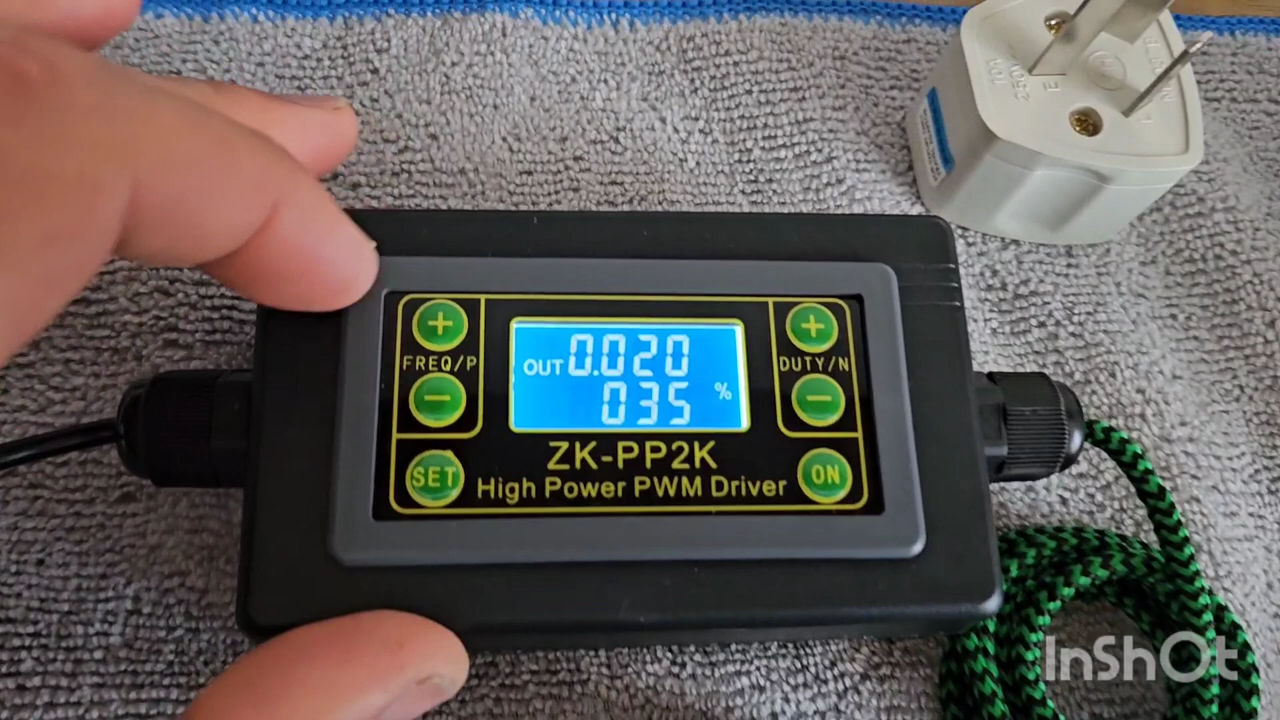 FREQ/P
OUT 0.020
035 %
DUTY/N
ZK-PP2K
SET
High Power PWM Driver
ON
E
N
InShOt